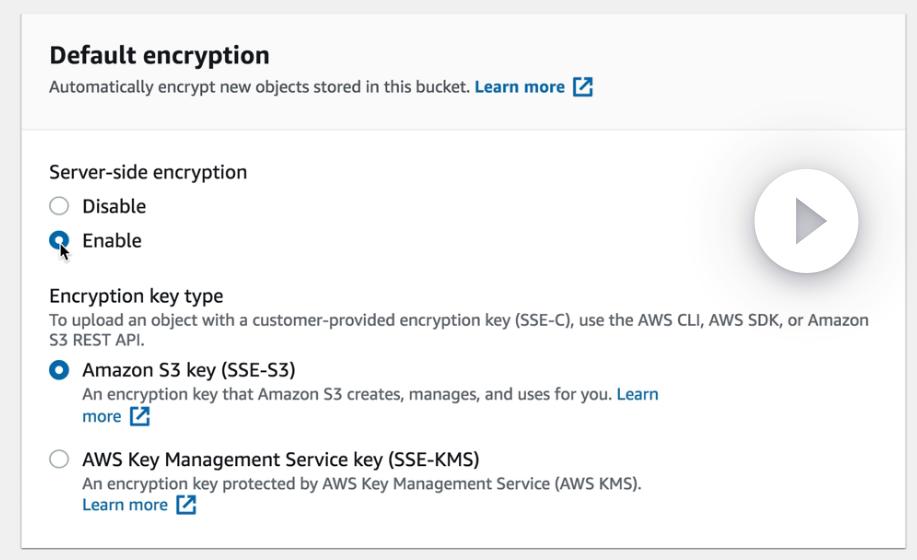 Default encryption
Automatically encrypt new objects stored in this bucket. Learn more
Server-side encryption
Disable
Enable
Encryption key type
To upload an object with a customer-provided encryption key (SSE-C), use the AWS CLI, AWS SDK, or Amazon
S3 REST API.
Amazon S3 key (SSE-S3)
An encryption key that Amazon S3 creates, manages, and uses for you. Learn
more
AWS Key Management Service key (SSE-KMS)
An encryption key protected by AWS Key Management Service (AWS KMS).
Learn more